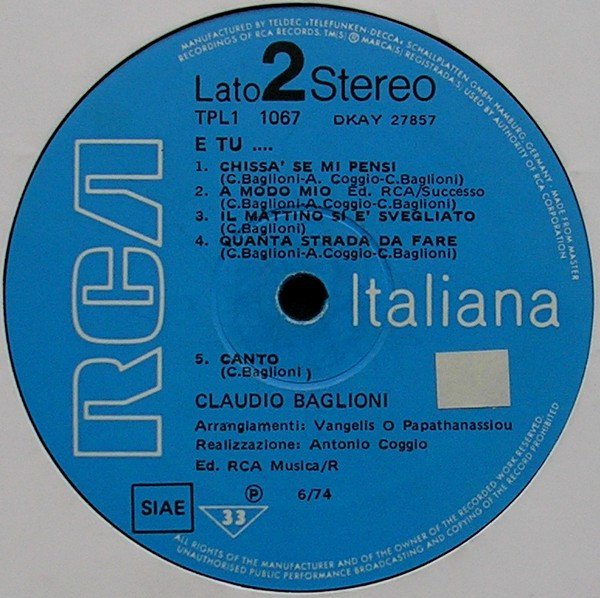 MANUFACTURED BY TELDEC »TELEFUNKEN-DECCA« SCHALLPLATTEN GMBH, HAMBURG, GERMANY, MADE FROM MASTER
RECORDINGS OF RCA RECORDS. TM(S) ® MARCA(S) REGISTRADA(S), USED BY AUTHORITY OF RCA CORPORATION
Lato 2 Stereo
TPL1 1067 DKAY 27857
E TU ....
1. CHISSA' SE MI PENSI
(C.Baglioni-A. Coggio-C.Baglioni)
2. A MODO MIO Ed. RCA/Successo
(C.Baglioni-A. Coggio-C.Baglioni)
3. IL MATTINO SI E' SVEGLIATO
(C.Baglioni)
4. QUANTA STRADA DA FARE
(C.Baglioni-A.Coggio-C.Baglioni)
RCA Italiana
5. CANTO
(C.Baglioni )
CLAUDIO BAGLIONI
Arrangiamenti: Vangelis O Papathanassiou
Realizzazione: Antonio Coggio
Ed. RCA Musica/R
SIAE
33
Ⓟ 6/74
ALL RIGHTS OF THE MANUFACTURER AND OF THE OWNER OF THE RECORDED WORK RESERVED.
UNAUTHORISED PUBLIC PERFORMANCE BROADCASTING AND COPYING OF THE RECORD PROHIBITED